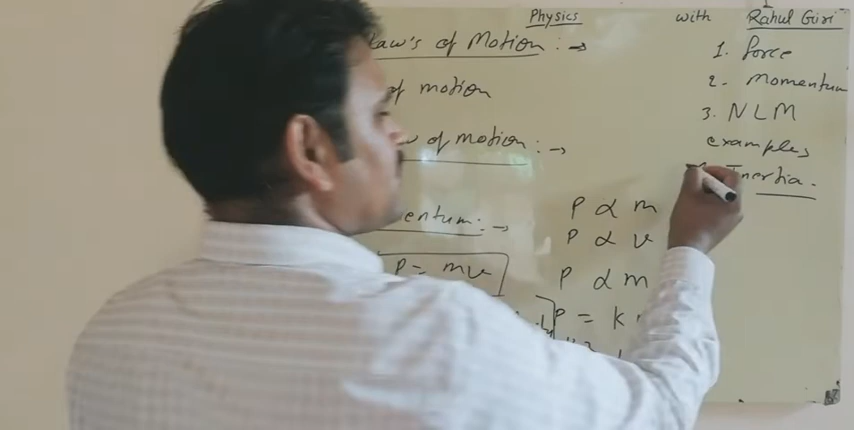 Physics with Rahul Giri
Law's of Motion :→
of motion
of motion :→
entum :→
P = mv
P ∝ m
P ∝ v
P ∝ m
P = K
1. force
2. Momentum
3. NLM
examples
Inertia.